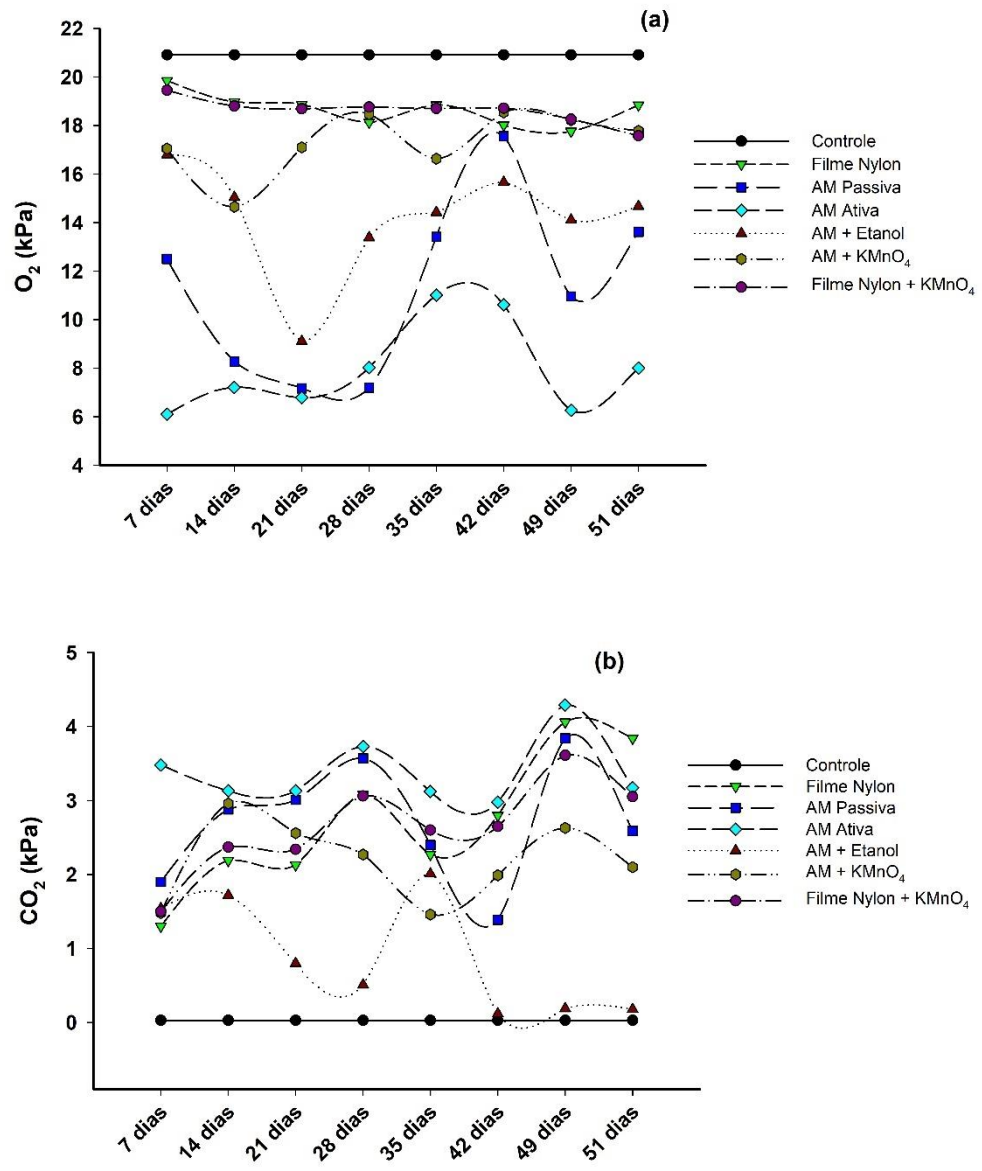 (a)
22
20
18
16
14
12
10
8
6
4
O₂ (kPa)
7 dias
14 dias
21 dias
28 dias
35 dias
42 dias
49 dias
51 dias
Controle
Filme Nylon
AM Passiva
AM Ativa
AM + Etanol
AM + KMnO₄
Filme Nylon + KMnO₄
(b)
5
4
3
2
1
0
CO₂ (kPa)
7 dias
14 dias
21 dias
28 dias
35 dias
42 dias
49 dias
51 dias
Controle
Filme Nylon
AM Passiva
AM Ativa
AM + Etanol
AM + KMnO₄
Filme Nylon + KMnO₄